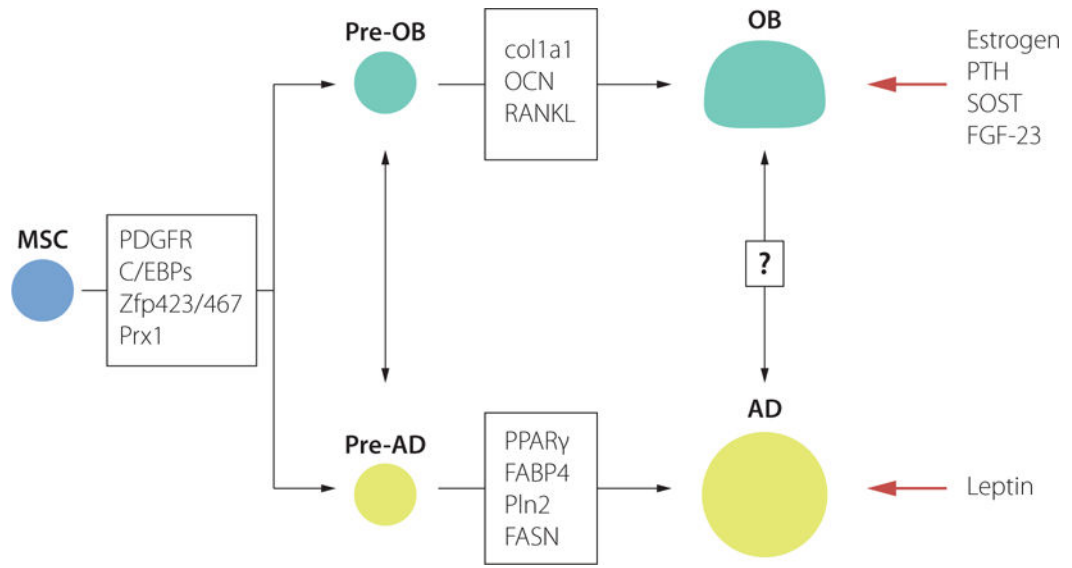 MSC
PDGFR
C/EBPs
Zfp423/467
Prx1
Pre-OB
col1a1
OCN
RANKL
OB
Estrogen
PTH
SOST
FGF-23
?
Pre-AD
PPARγ
FABP4
Pln2
FASN
AD
Leptin